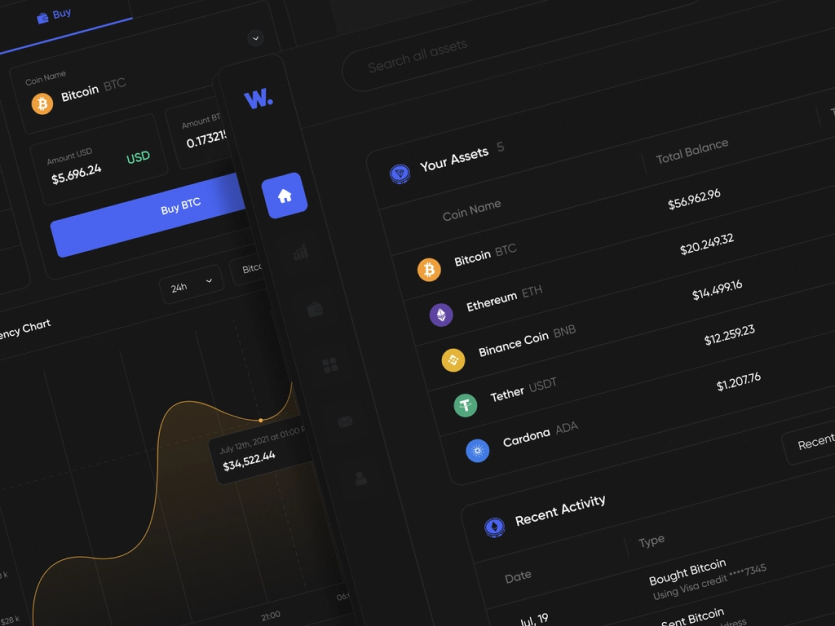 Buy
Coin Name
Bitcoin BTC
Amount USD
$5.696.24 USD
Amount BT
0.17321
Buy BTC
24h
Bitc
ncy Chart
July 12th, 2021 at 01:00
$34,522.44
$28 k
21:00
06:
W.
Search all assets
Your Assets 5
Coin Name
Total Balance
Bitcoin BTC
$56.962.96
Ethereum ETH
$20.249.32
Binance Coin BNB
$14.499.16
Tether USDT
$12.259.23
Cardona ADA
$1.207.76
Recent
Recent Activity
Date
Type
Jul, 19
Bought Bitcoin
Using Visa credit ****7345
Sent Bitcoin